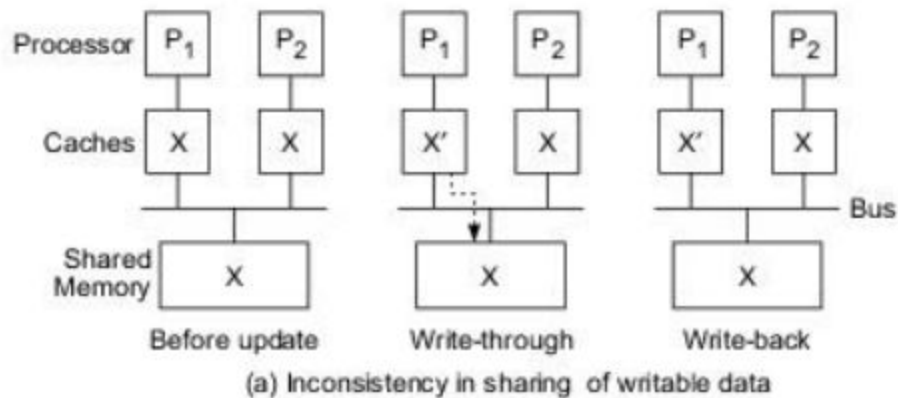 Processor P1 P2 P1 P2 P1 P2
Caches X X X′ X X′ X
Bus
Shared Memory X X X
Before update Write-through Write-back
(a) Inconsistency in sharing of writable data